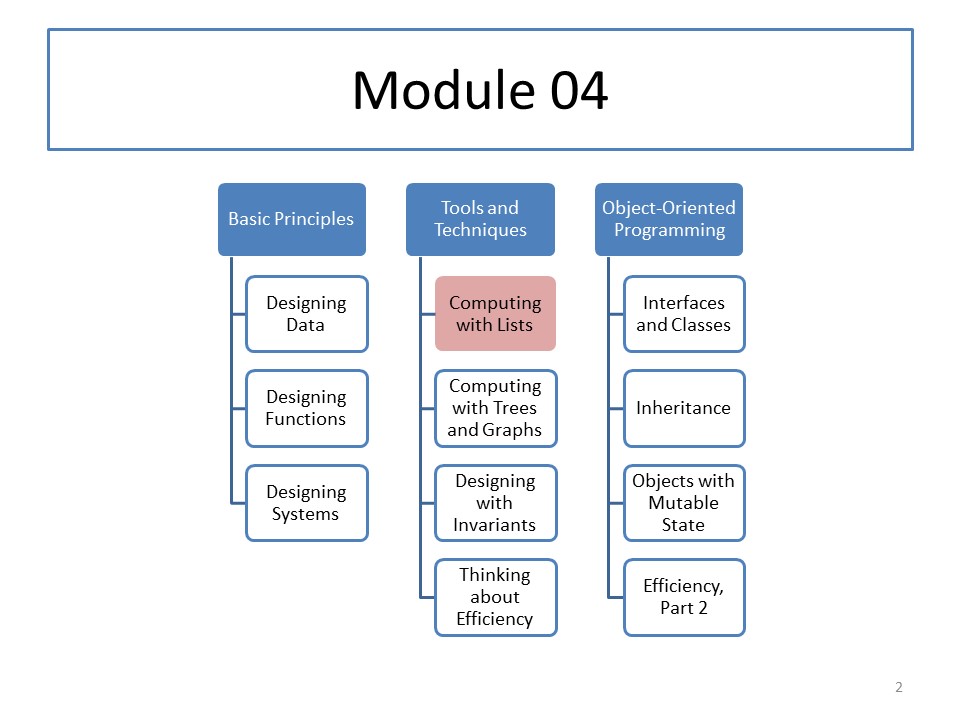 Module 04
Basic Principles
Designing
Data
Designing
Functions
Designing
Systems
Tools and
Techniques
Computing
with Lists
Computing
with Trees
and Graphs
Designing
with
Invariants
Thinking
about
Efficiency
Object-Oriented
Programming
Interfaces
and Classes
Inheritance
Objects with
Mutable
State
Efficiency,
Part 2
2